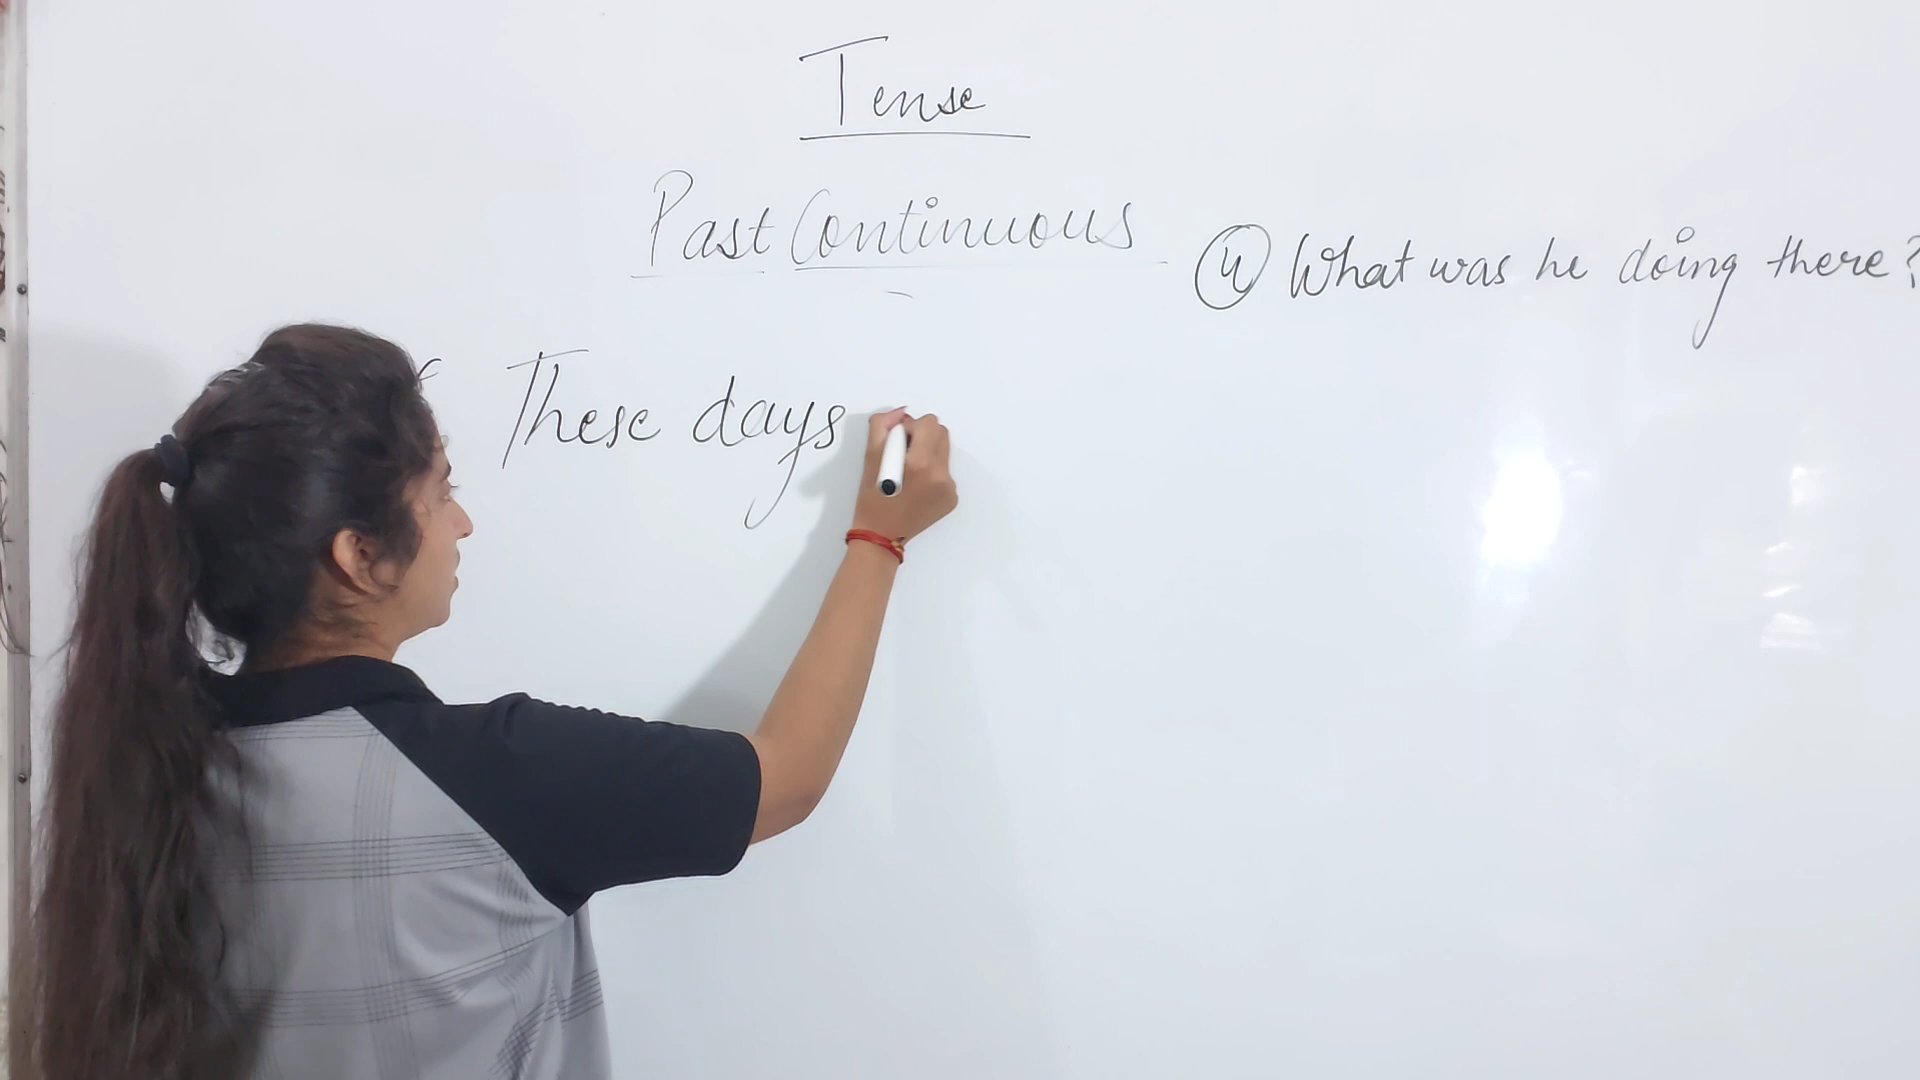 Tense
Past Continuous
④ What was he doing there?
These days